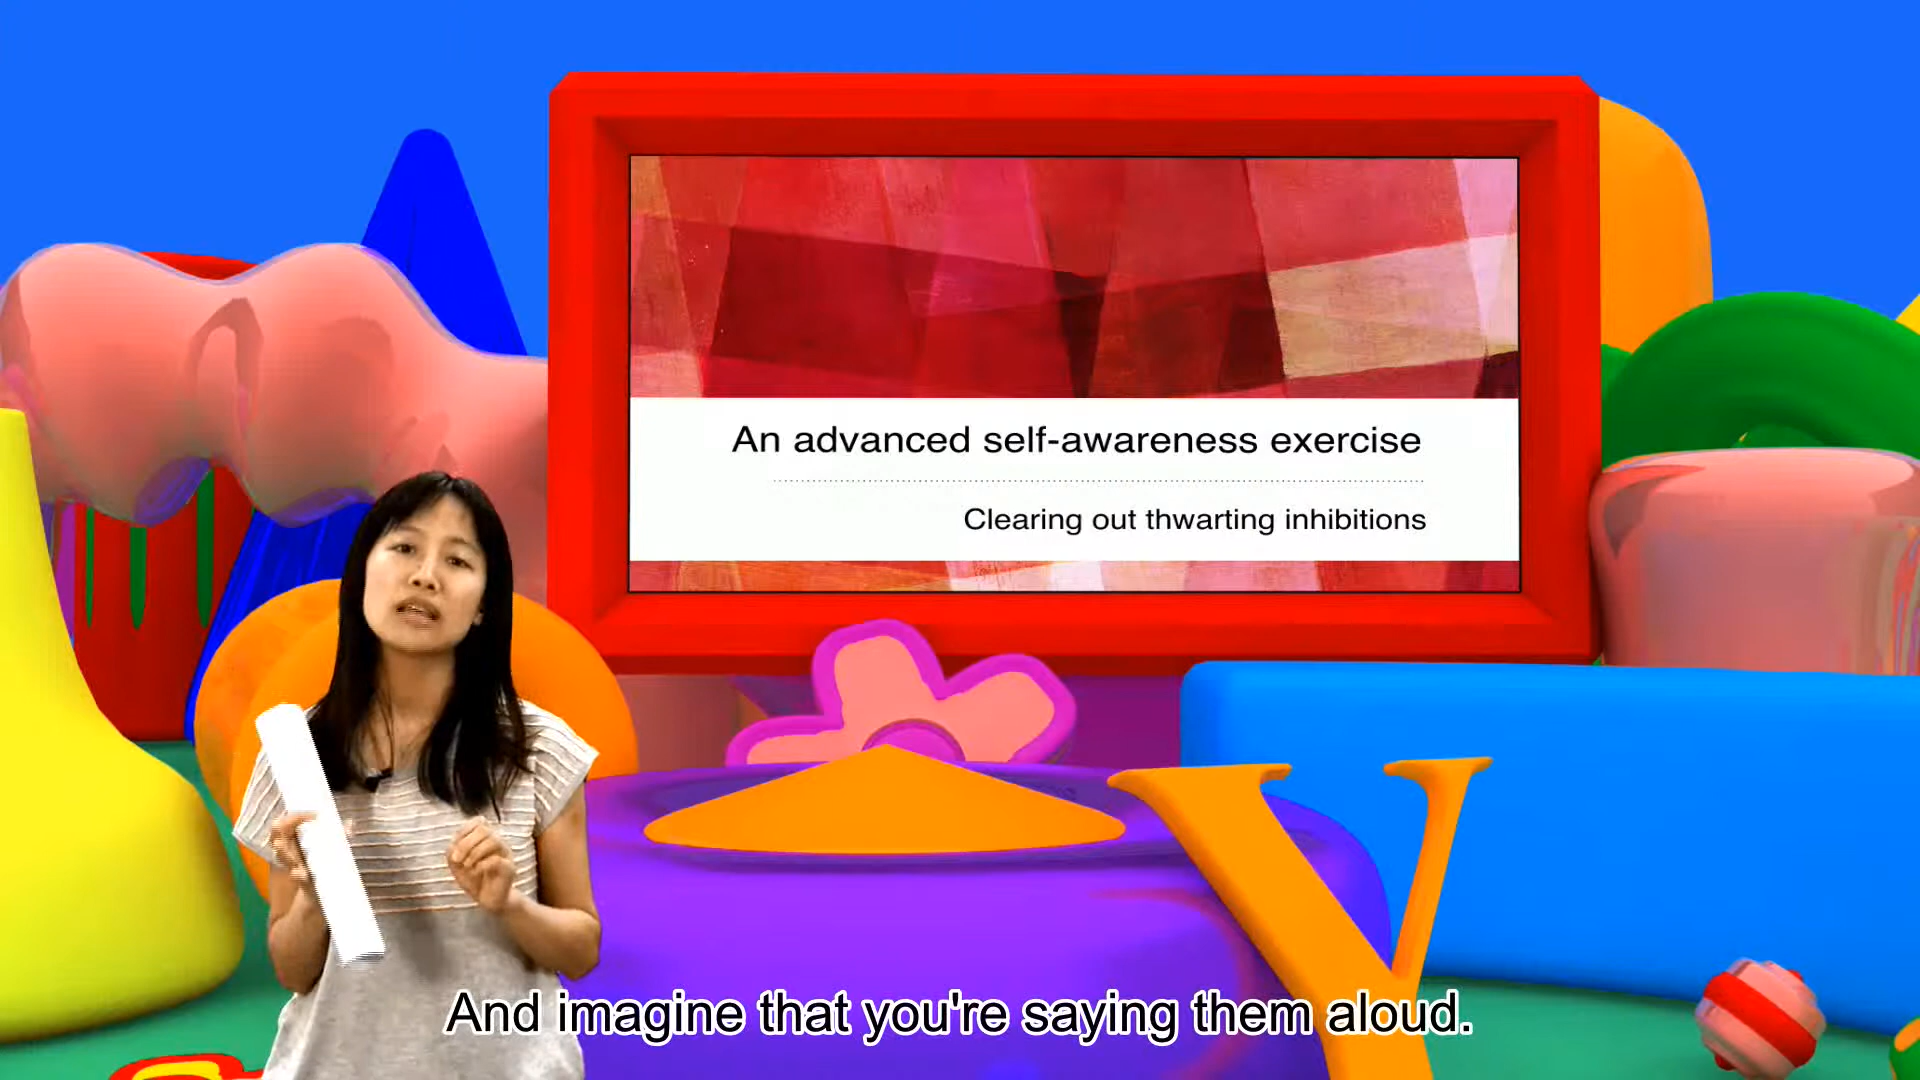 An advanced self-awareness exercise
Clearing out thwarting inhibitions
Y
And imagine that you're saying them aloud.